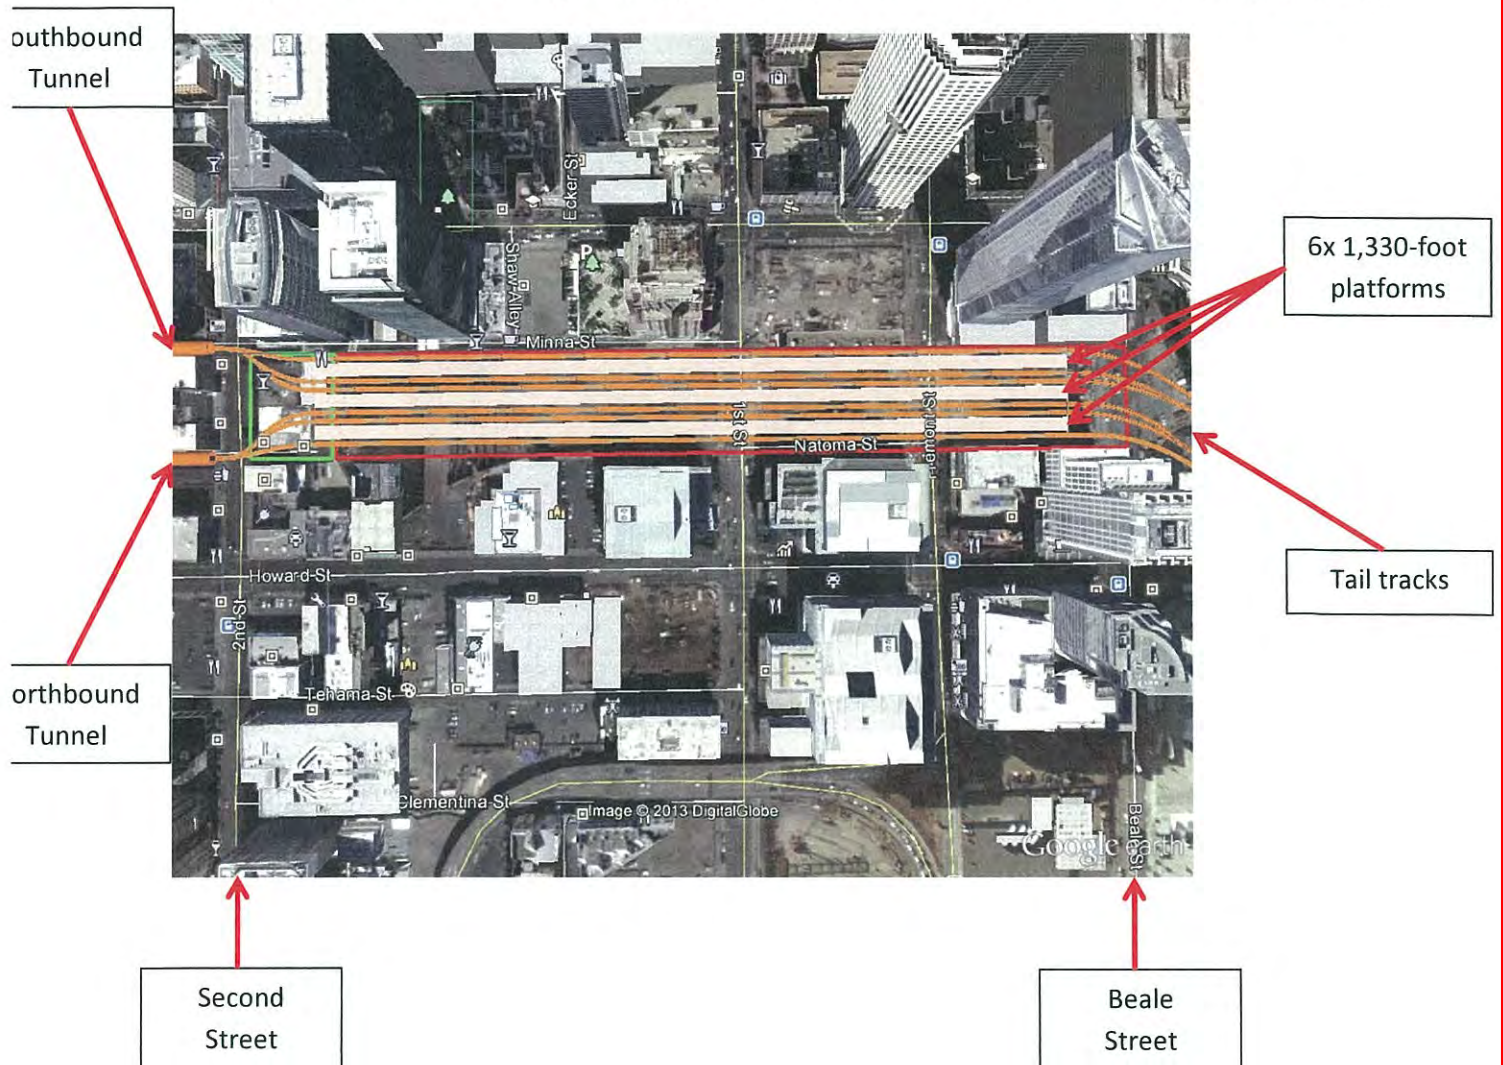 outhbound
Tunnel
6x 1,330-foot
platforms
Ecker St
Shaw Alley
P
Minna St
1st St
Natoma St
Howard St
2nd St
Tail tracks
orthbound
Tunnel
Tehama St
Clementina St
Image © 2013 DigitalGlobe
Google earth
Beale St
Second
Street
Beale
Street